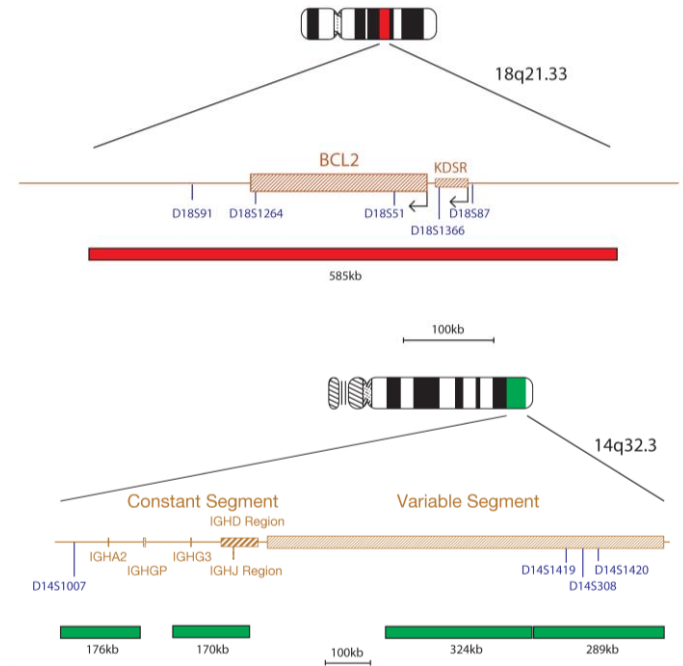 18q21.33
BCL2
KDSR
D18S91
D18S1264
D18S51
D18S87
D18S1366
585kb
100kb
14q32.3
Constant Segment
Variable Segment
IGHD Region
IGHA2
IGHG3
IGHGP
IGHJ Region
D14S1007
D14S1419
D14S1420
D14S308
176kb
170kb
324kb
289kb
100kb